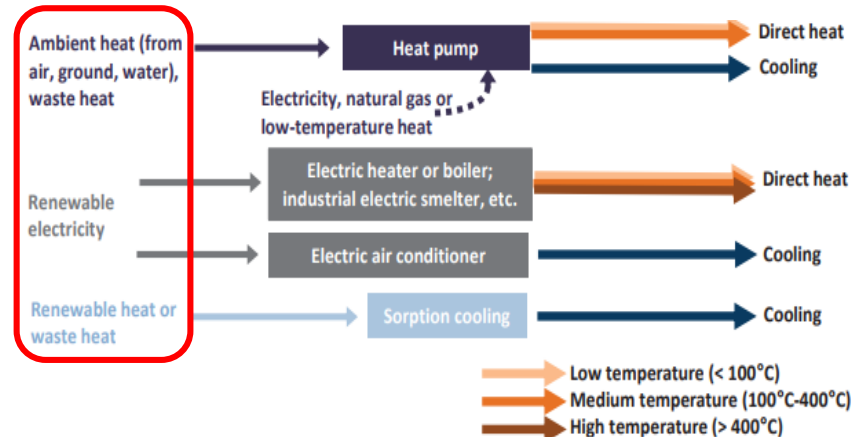 Ambient heat (from
air, ground, water),
waste heat
Heat pump
Direct heat
Cooling
Electricity, natural gas or
low-temperature heat
Renewable
electricity
Electric heater or boiler;
industrial electric smelter, etc.
Direct heat
Electric air conditioner
Cooling
Renewable heat or
waste heat
Sorption cooling
Cooling
Low temperature (< 100°C)
Medium temperature (100°C-400°C)
High temperature (> 400°C)